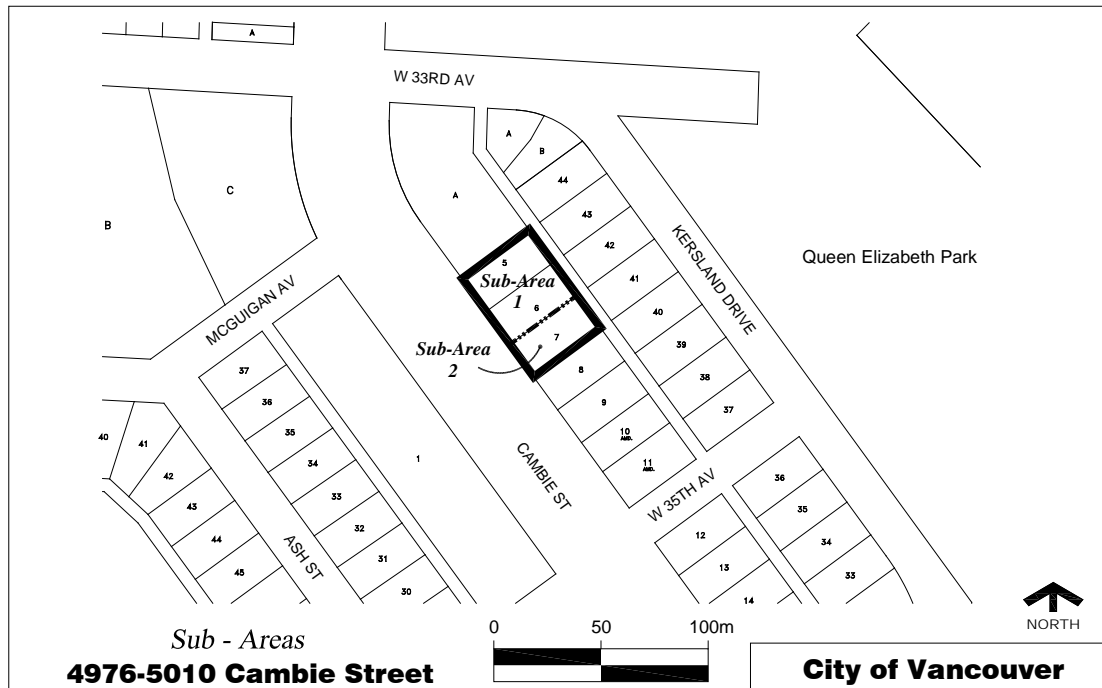 A
W 33RD AV
A
B
C
A
44
B
5
43
42
Queen Elizabeth Park
KERSLAND DRIVE
Sub-Area
1
41
6
40
MCGUIGAN AV
7
39
Sub-Area
2
8
38
37
9
37
36
10
AMD.
40
41
35
11
AMD.
42
34
1
CAMBIE ST
W 35TH AV
36
43
33
35
44
32
12
34
45
ASH ST
31
13
33
30
14
NORTH
0
50
100m
Sub - Areas
4976-5010 Cambie Street
City of Vancouver